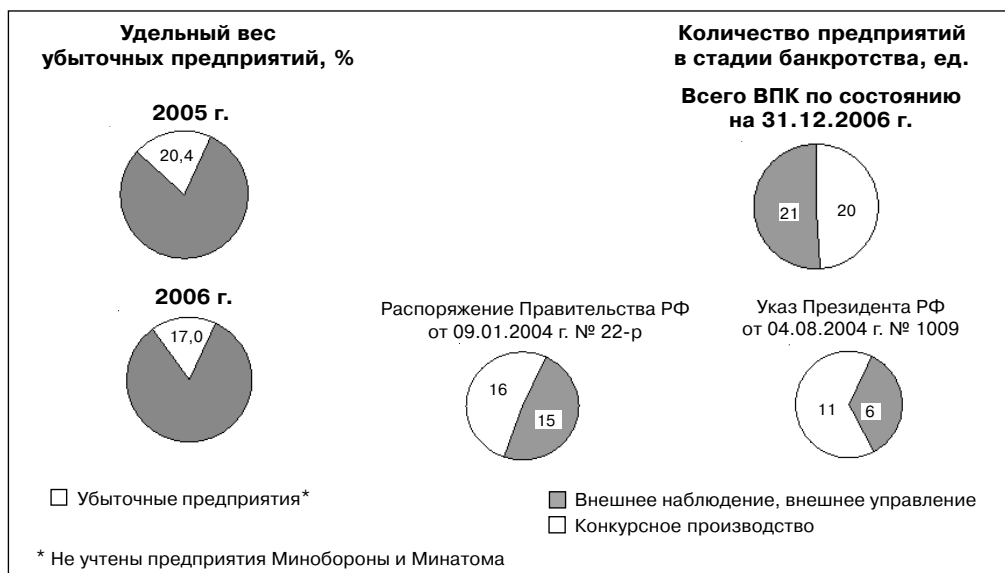 Удельный вес
убыточных предприятий, %
2005 г.
20,4
2006 г.
17,0
Количество предприятий
в стадии банкротства, ед.
Всего ВПК по состоянию
на 31.12.2006 г.
21
20
Распоряжение Правительства РФ
от 09.01.2004 г. № 22-р
16
15
Указ Президента РФ
от 04.08.2004 г. № 1009
11
6
Убыточные предприятия*
Внешнее наблюдение, внешнее управление
Конкурсное производство
* Не учтены предприятия Минобороны и Минатома